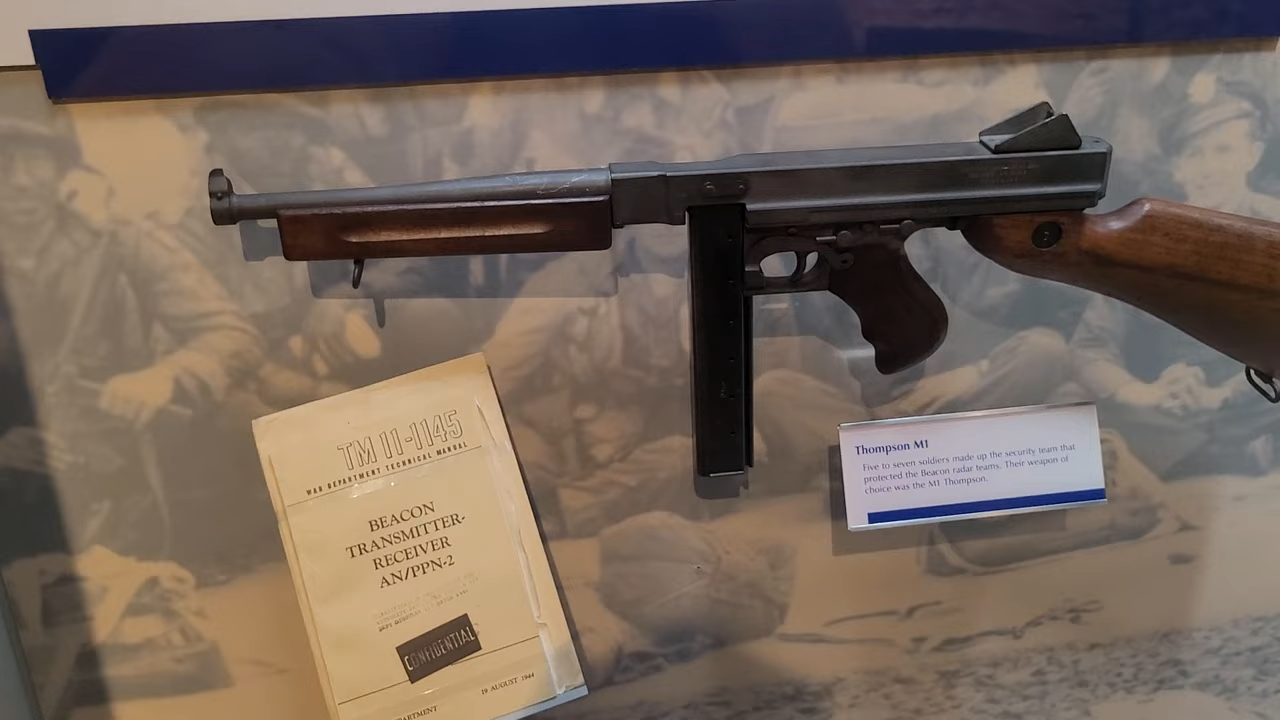 Thompson M1
Five to seven soldiers made up the security team that
protected the Beacon radar teams. Their weapon of
choice was the M1 Thompson.
TM 11-1145
WAR DEPARTMENT TECHNICAL MANUAL
BEACON
TRANSMITTER-
RECEIVER
AN/PPN-2
CONFIDENTIAL
19 AUGUST 1944